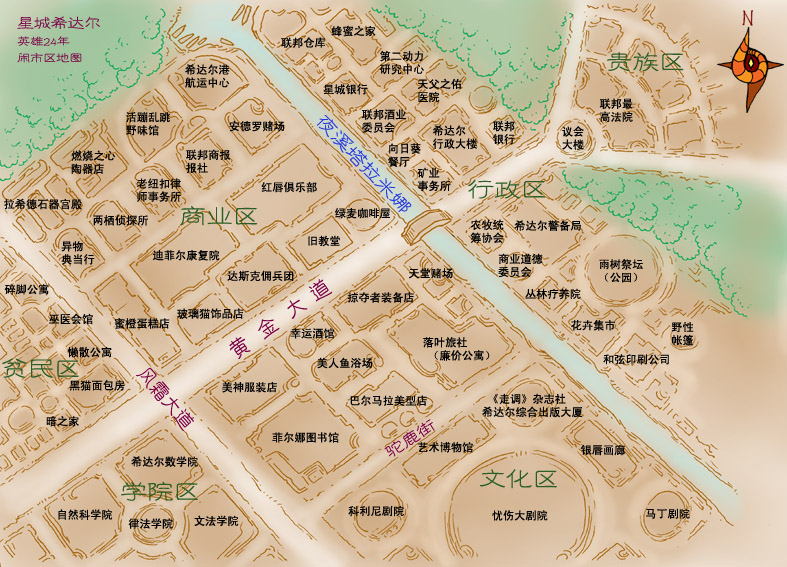 星城希达尔
英雄24年
闹市区地图
N
联邦仓库
蜂蜜之家
第二动力
研究中心
天父之佑
医院
星城银行
希达尔港
航运中心
贵族区
联邦最
高法院
议会
大楼
联邦
银行
希达尔
行政大楼
联邦酒业
委员会
向日葵
餐厅
矿业
事务所
活蹦乱跳
野味馆
安德罗赌场
联邦商报
报社
燃烧之心
陶器店
老纽扣律
师事务所
红唇俱乐部
夜溪塔拉米娜
行政区
拉希德石器宫殿
两栖侦探所
商业区
绿麦咖啡屋
旧教堂
异物
典当行
迪菲尔康复院
达斯克佣兵团
农牧统
筹协会
希达尔警备局
商业道德
委员会
雨树祭坛
（公园）
丛林疗养院
天堂赌场
掠夺者装备店
碎脚公寓
巫医会馆
蜜橙蛋糕店
玻璃猫饰品店
黄金大道
幸运酒馆
落叶旅社
（廉价公寓）
花卉集市
野性
帐篷
和弦印刷公司
懒散公寓
贫民区
黑猫面包房
暗之家
风霜大道
美神服装店
美人鱼浴场
巴尔马拉美型店
《走调》杂志社
希达尔综合出版大厦
菲尔娜图书馆
驼鹿街
艺术博物馆
银唇画廊
希达尔数学院
学院区
文化区
自然科学院
律法学院
文法学院
科利尼剧院
忧伤大剧院
马丁剧院